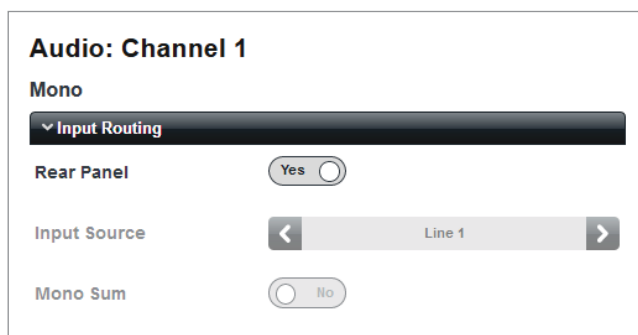 Audio: Channel 1
Mono
Input Routing
Rear Panel Yes
Input Source Line 1
Mono Sum No